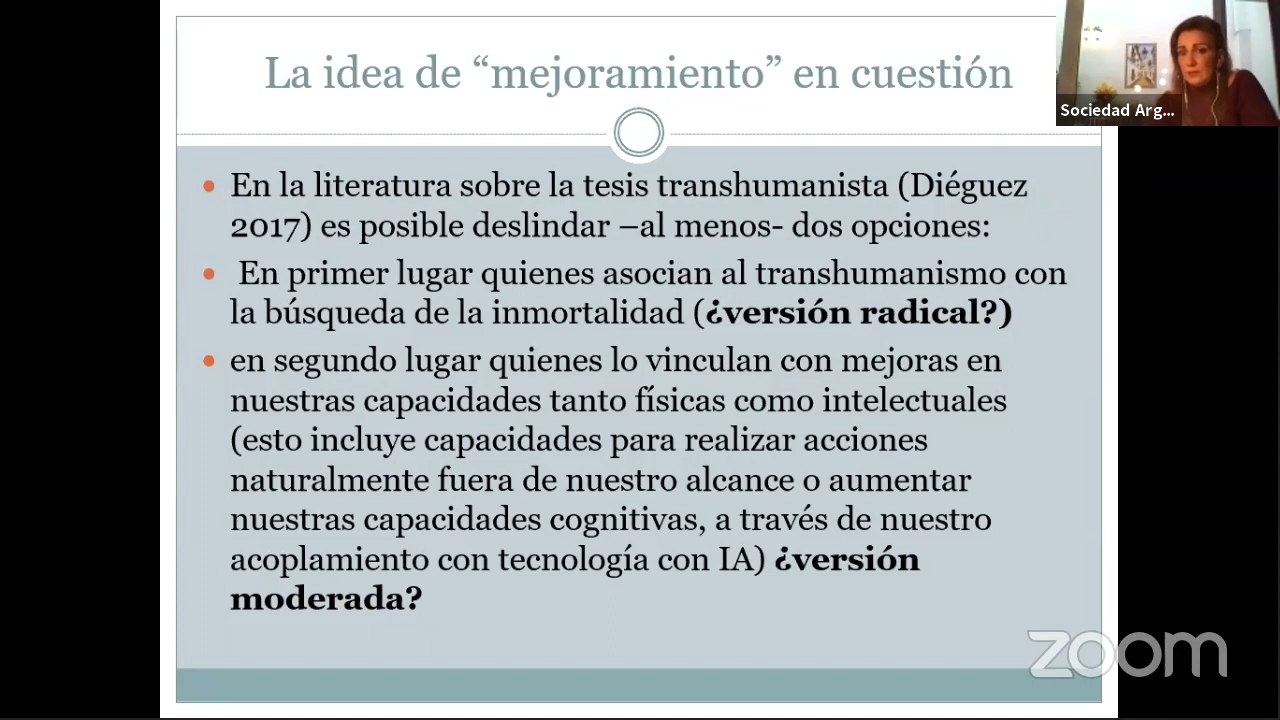 La idea de “mejoramiento” en cuestión
Sociedad Arg...
• En la literatura sobre la tesis transhumanista (Diéguez
2017) es posible deslindar –al menos- dos opciones:
• En primer lugar quienes asocian al transhumanismo con
la búsqueda de la inmortalidad (¿versión radical?)
• en segundo lugar quienes lo vinculan con mejoras en
nuestras capacidades tanto físicas como intelectuales
(esto incluye capacidades para realizar acciones
naturalmente fuera de nuestro alcance o aumentar
nuestras capacidades cognitivas, a través de nuestro
acoplamiento con tecnología con IA) ¿versión
moderada?
zoom